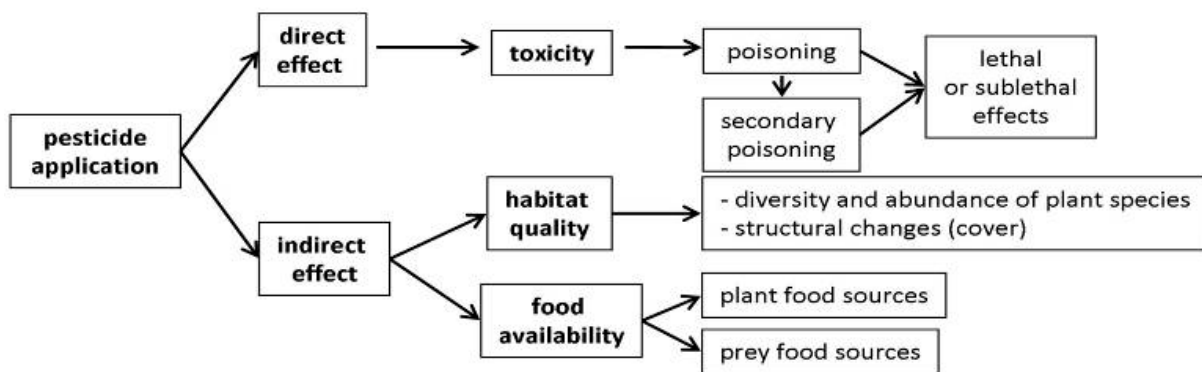 pesticide
application
direct
effect
toxicity
poisoning
secondary
poisoning
lethal
or sublethal
effects
indirect
effect
habitat
quality
- diversity and abundance of plant species
- structural changes (cover)
food
availability
plant food sources
prey food sources